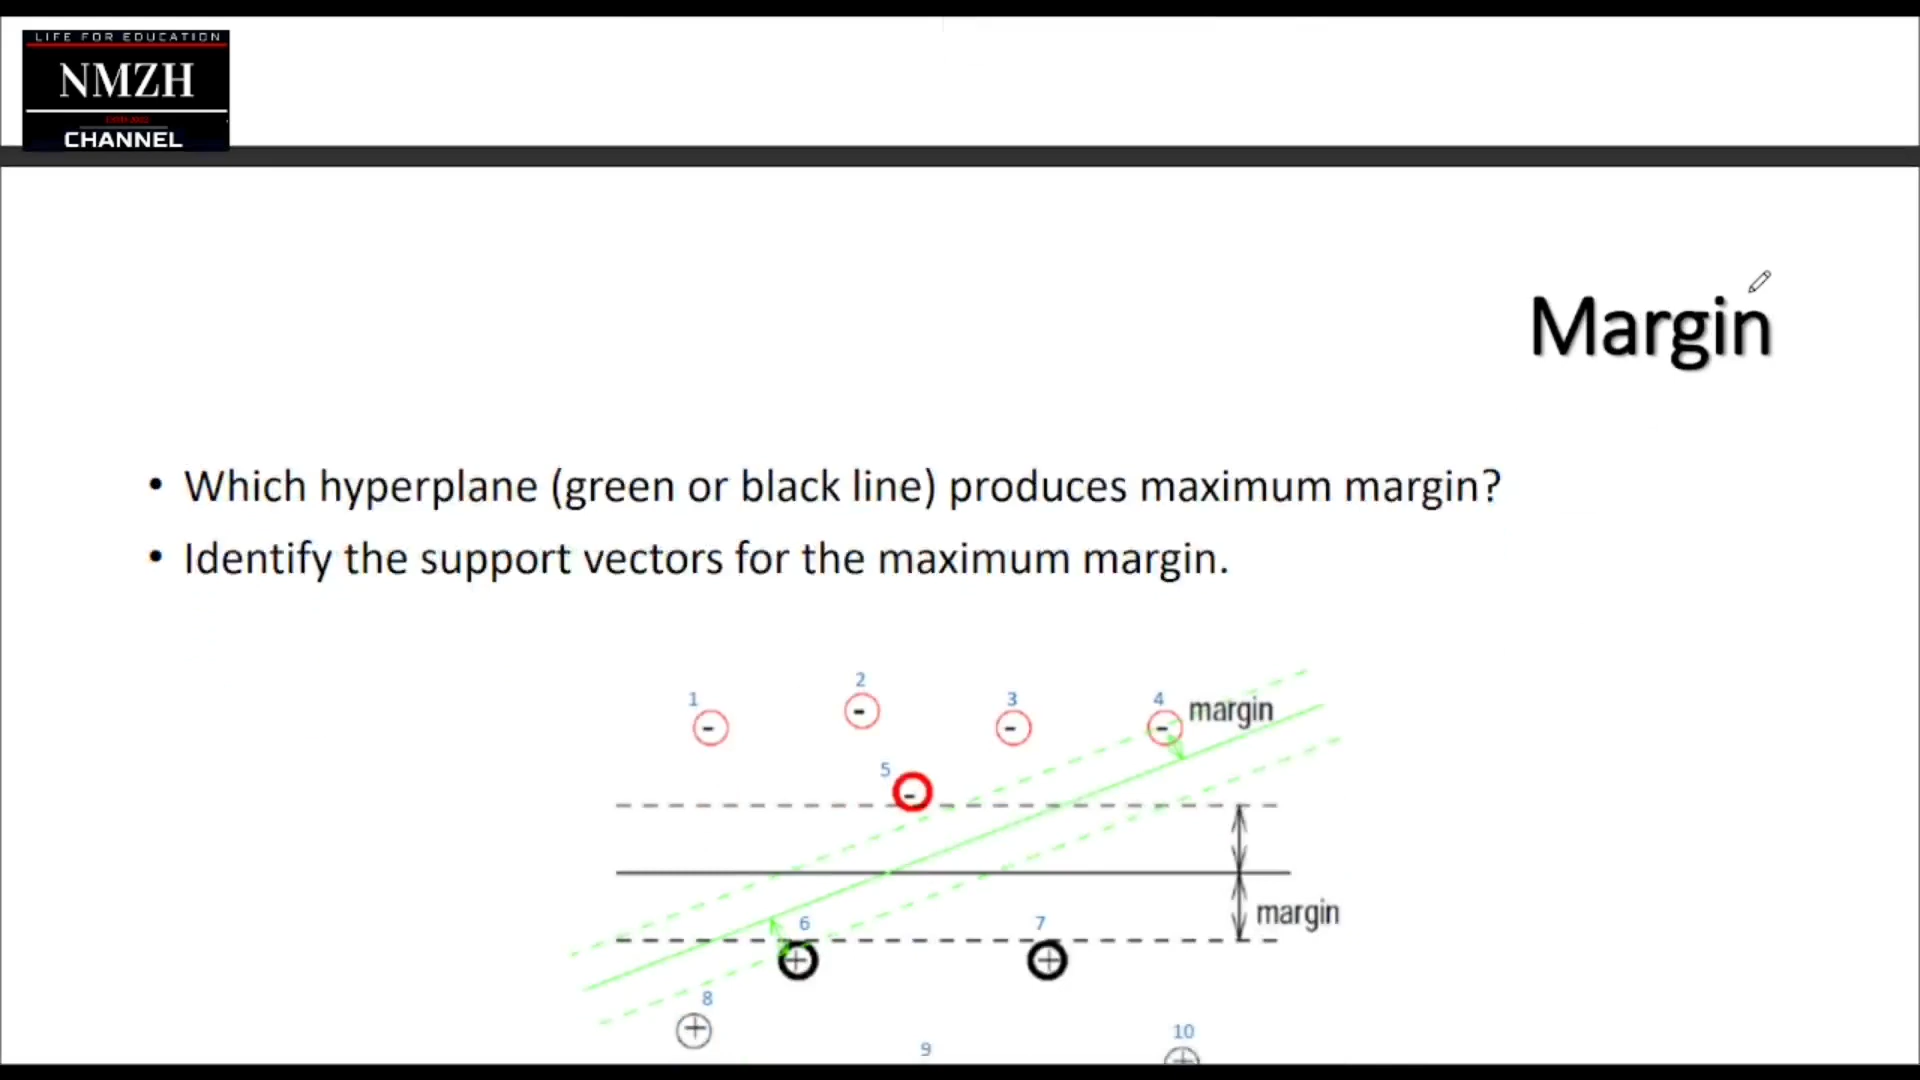 LIFE FOR EDUCATION
NMZH
CHANNEL
Margin
• Which hyperplane (green or black line) produces maximum margin?
• Identify the support vectors for the maximum margin.
1
2
3
4
margin
5
6
7
margin
8
9
10